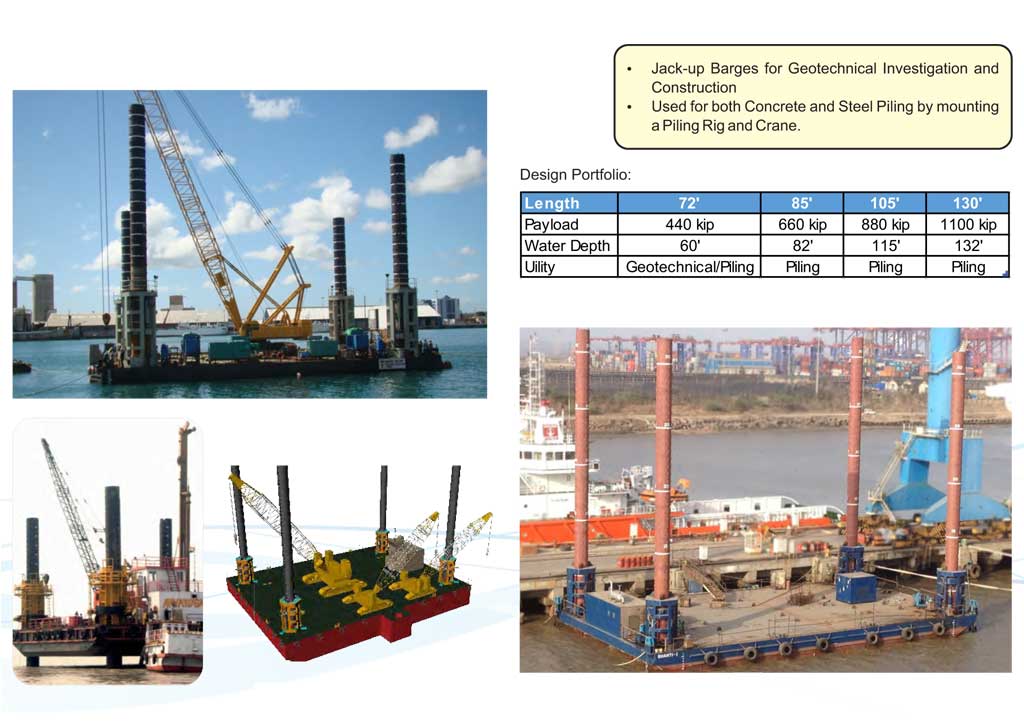 • Jack-up Barges for Geotechnical Investigation and
Construction
• Used for both Concrete and Steel Piling by mounting
a Piling Rig and Crane.
Design Portfolio:
Length 72' 85' 105' 130'
Payload 440 kip 660 kip 880 kip 1100 kip
Water Depth 60' 82' 115' 132'
Uility Geotechnical/Piling Piling Piling Piling